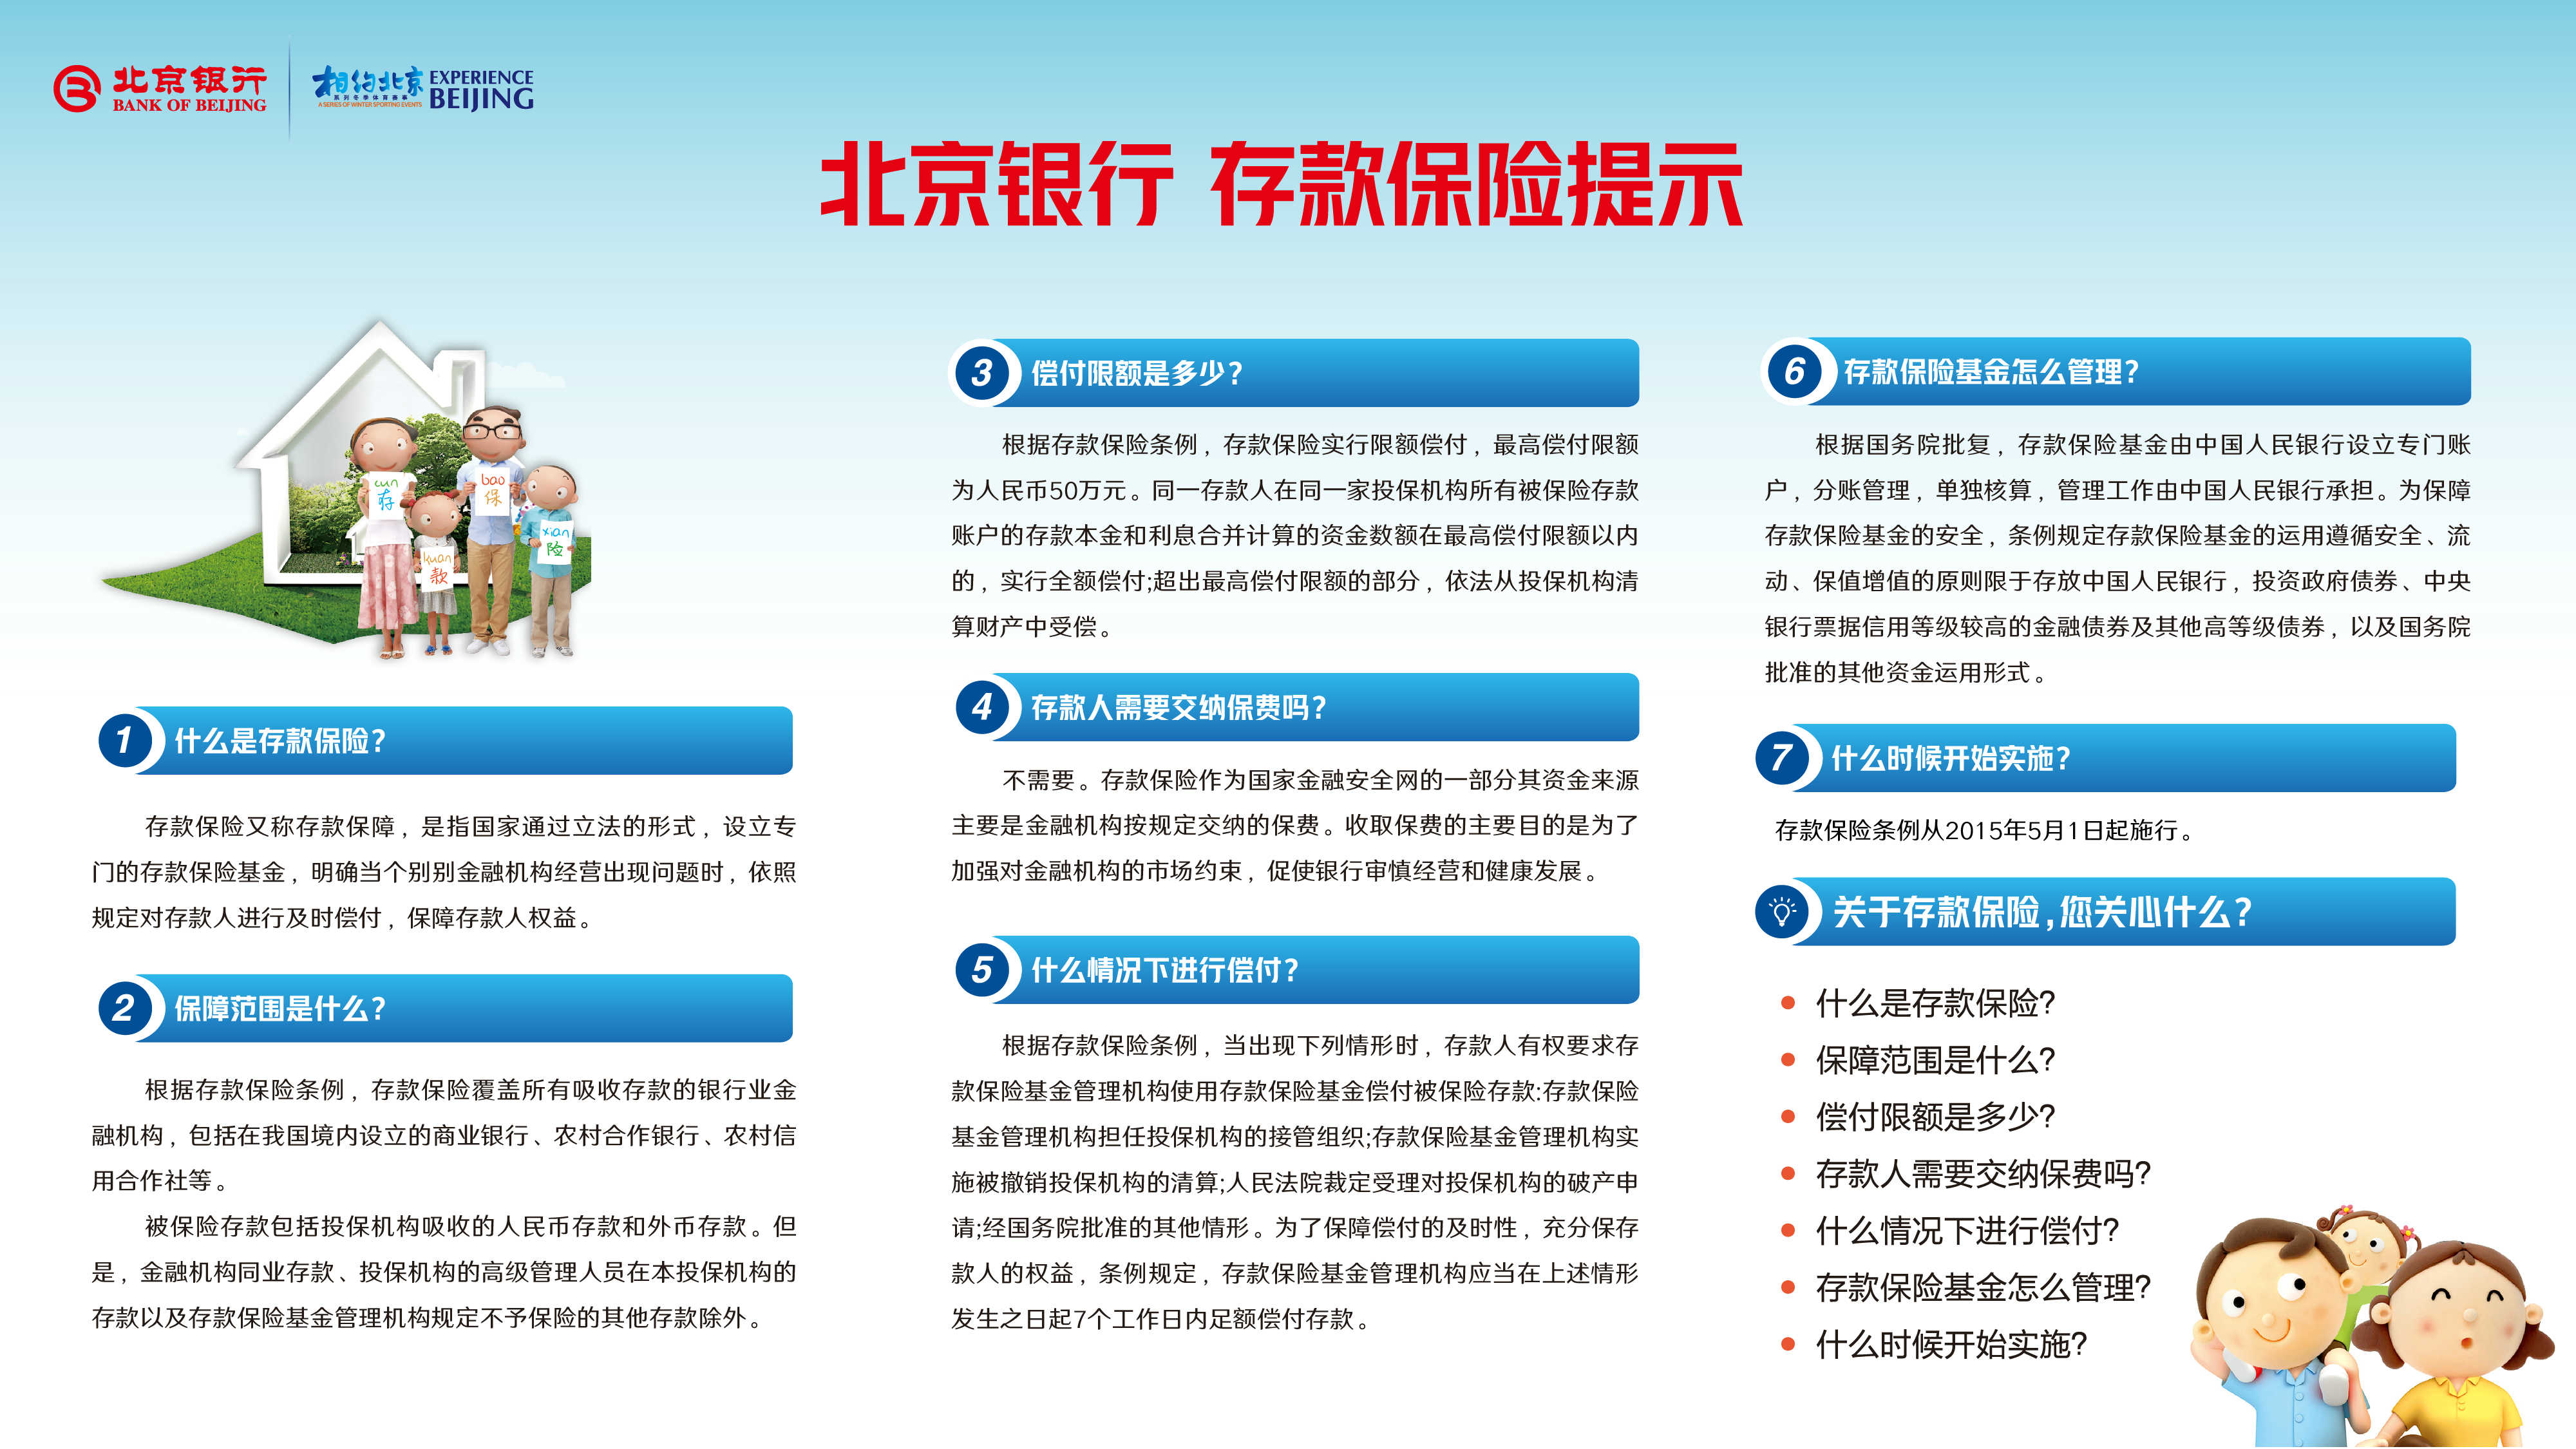 北京银行
BANK OF BEIJING
相约北京
系列冬季体育赛事
A SERIES OF WINTER SPORTING EVENTS
EXPERIENCE
BEIJING
北京银行 存款保险提示
cun
存
kuan
款
bao
保
xian
险
1 什么是存款保险?
存款保险又称存款保障，是指国家通过立法的形式，设立专
门的存款保险基金，明确当个别别金融机构经营出现问题时，依照
规定对存款人进行及时偿付，保障存款人权益。
2 保障范围是什么?
根据存款保险条例，存款保险覆盖所有吸收存款的银行业金
融机构，包括在我国境内设立的商业银行、农村合作银行、农村信
用合作社等。
被保险存款包括投保机构吸收的人民币存款和外币存款。但
是，金融机构同业存款、投保机构的高级管理人员在本投保机构的
存款以及存款保险基金管理机构规定不予保险的其他存款除外。
3 偿付限额是多少?
根据存款保险条例，存款保险实行限额偿付，最高偿付限额
为人民币50万元。同一存款人在同一家投保机构所有被保险存款
账户的存款本金和利息合并计算的资金数额在最高偿付限额以内
的，实行全额偿付;超出最高偿付限额的部分，依法从投保机构清
算财产中受偿。
4 存款人需要交纳保费吗?
不需要。存款保险作为国家金融安全网的一部分其资金来源
主要是金融机构按规定交纳的保费。收取保费的主要目的是为了
加强对金融机构的市场约束，促使银行审慎经营和健康发展。
5 什么情况下进行偿付?
根据存款保险条例，当出现下列情形时，存款人有权要求存
款保险基金管理机构使用存款保险基金偿付被保险存款:存款保险
基金管理机构担任投保机构的接管组织;存款保险基金管理机构实
施被撤销投保机构的清算;人民法院裁定受理对投保机构的破产申
请;经国务院批准的其他情形。为了保障偿付的及时性，充分保存
款人的权益，条例规定，存款保险基金管理机构应当在上述情形
发生之日起7个工作日内足额偿付存款。
6 存款保险基金怎么管理?
根据国务院批复，存款保险基金由中国人民银行设立专门账
户，分账管理，单独核算，管理工作由中国人民银行承担。为保障
存款保险基金的安全，条例规定存款保险基金的运用遵循安全、流
动、保值增值的原则限于存放中国人民银行，投资政府债券、中央
银行票据信用等级较高的金融债券及其他高等级债券，以及国务院
批准的其他资金运用形式。
7 什么时候开始实施?
存款保险条例从2015年5月1日起施行。
关于存款保险,您关心什么?
• 什么是存款保险?
• 保障范围是什么?
• 偿付限额是多少?
• 存款人需要交纳保费吗?
• 什么情况下进行偿付?
• 存款保险基金怎么管理?
• 什么时候开始实施?